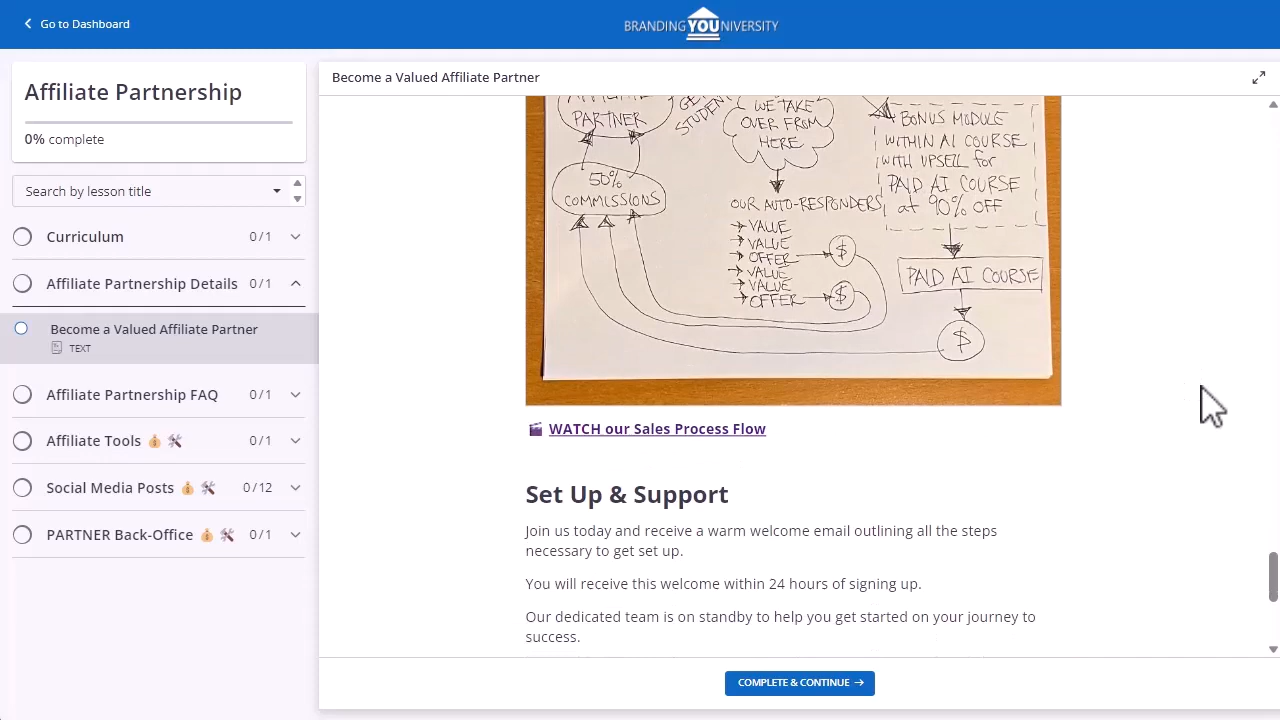 Go to Dashboard
BRANDING YOU NIVERSITY
Affiliate Partnership
0% complete
Search by lesson title
Curriculum 0 / 1
Affiliate Partnership Details 0 / 1
Become a Valued Affiliate Partner
TEXT
Affiliate Partnership FAQ 0 / 1
Affiliate Tools 💰 🛠 0 / 1
Social Media Posts 💰 🛠 0 / 12
PARTNER Back-Office 💰 🛠 0 / 1
Become a Valued Affiliate Partner
PARTNER
50%
COMMISSIONS
WE TAKE
OVER FROM
HERE
OUR AUTO-RESPONDERS
VALUE
VALUE
OFFER $
VALUE
VALUE
OFFER $
BONUS MODULE
WITHIN AI COURSE
WITH UPSELL for
PAID AI COURSE
at 90% OFF
PAID AI COURSE
$
🎬 WATCH our Sales Process Flow
Set Up & Support
Join us today and receive a warm welcome email outlining all the steps
necessary to get set up.
You will receive this welcome within 24 hours of signing up.
Our dedicated team is on standby to help you get started on your journey to
success.
COMPLETE & CONTINUE →